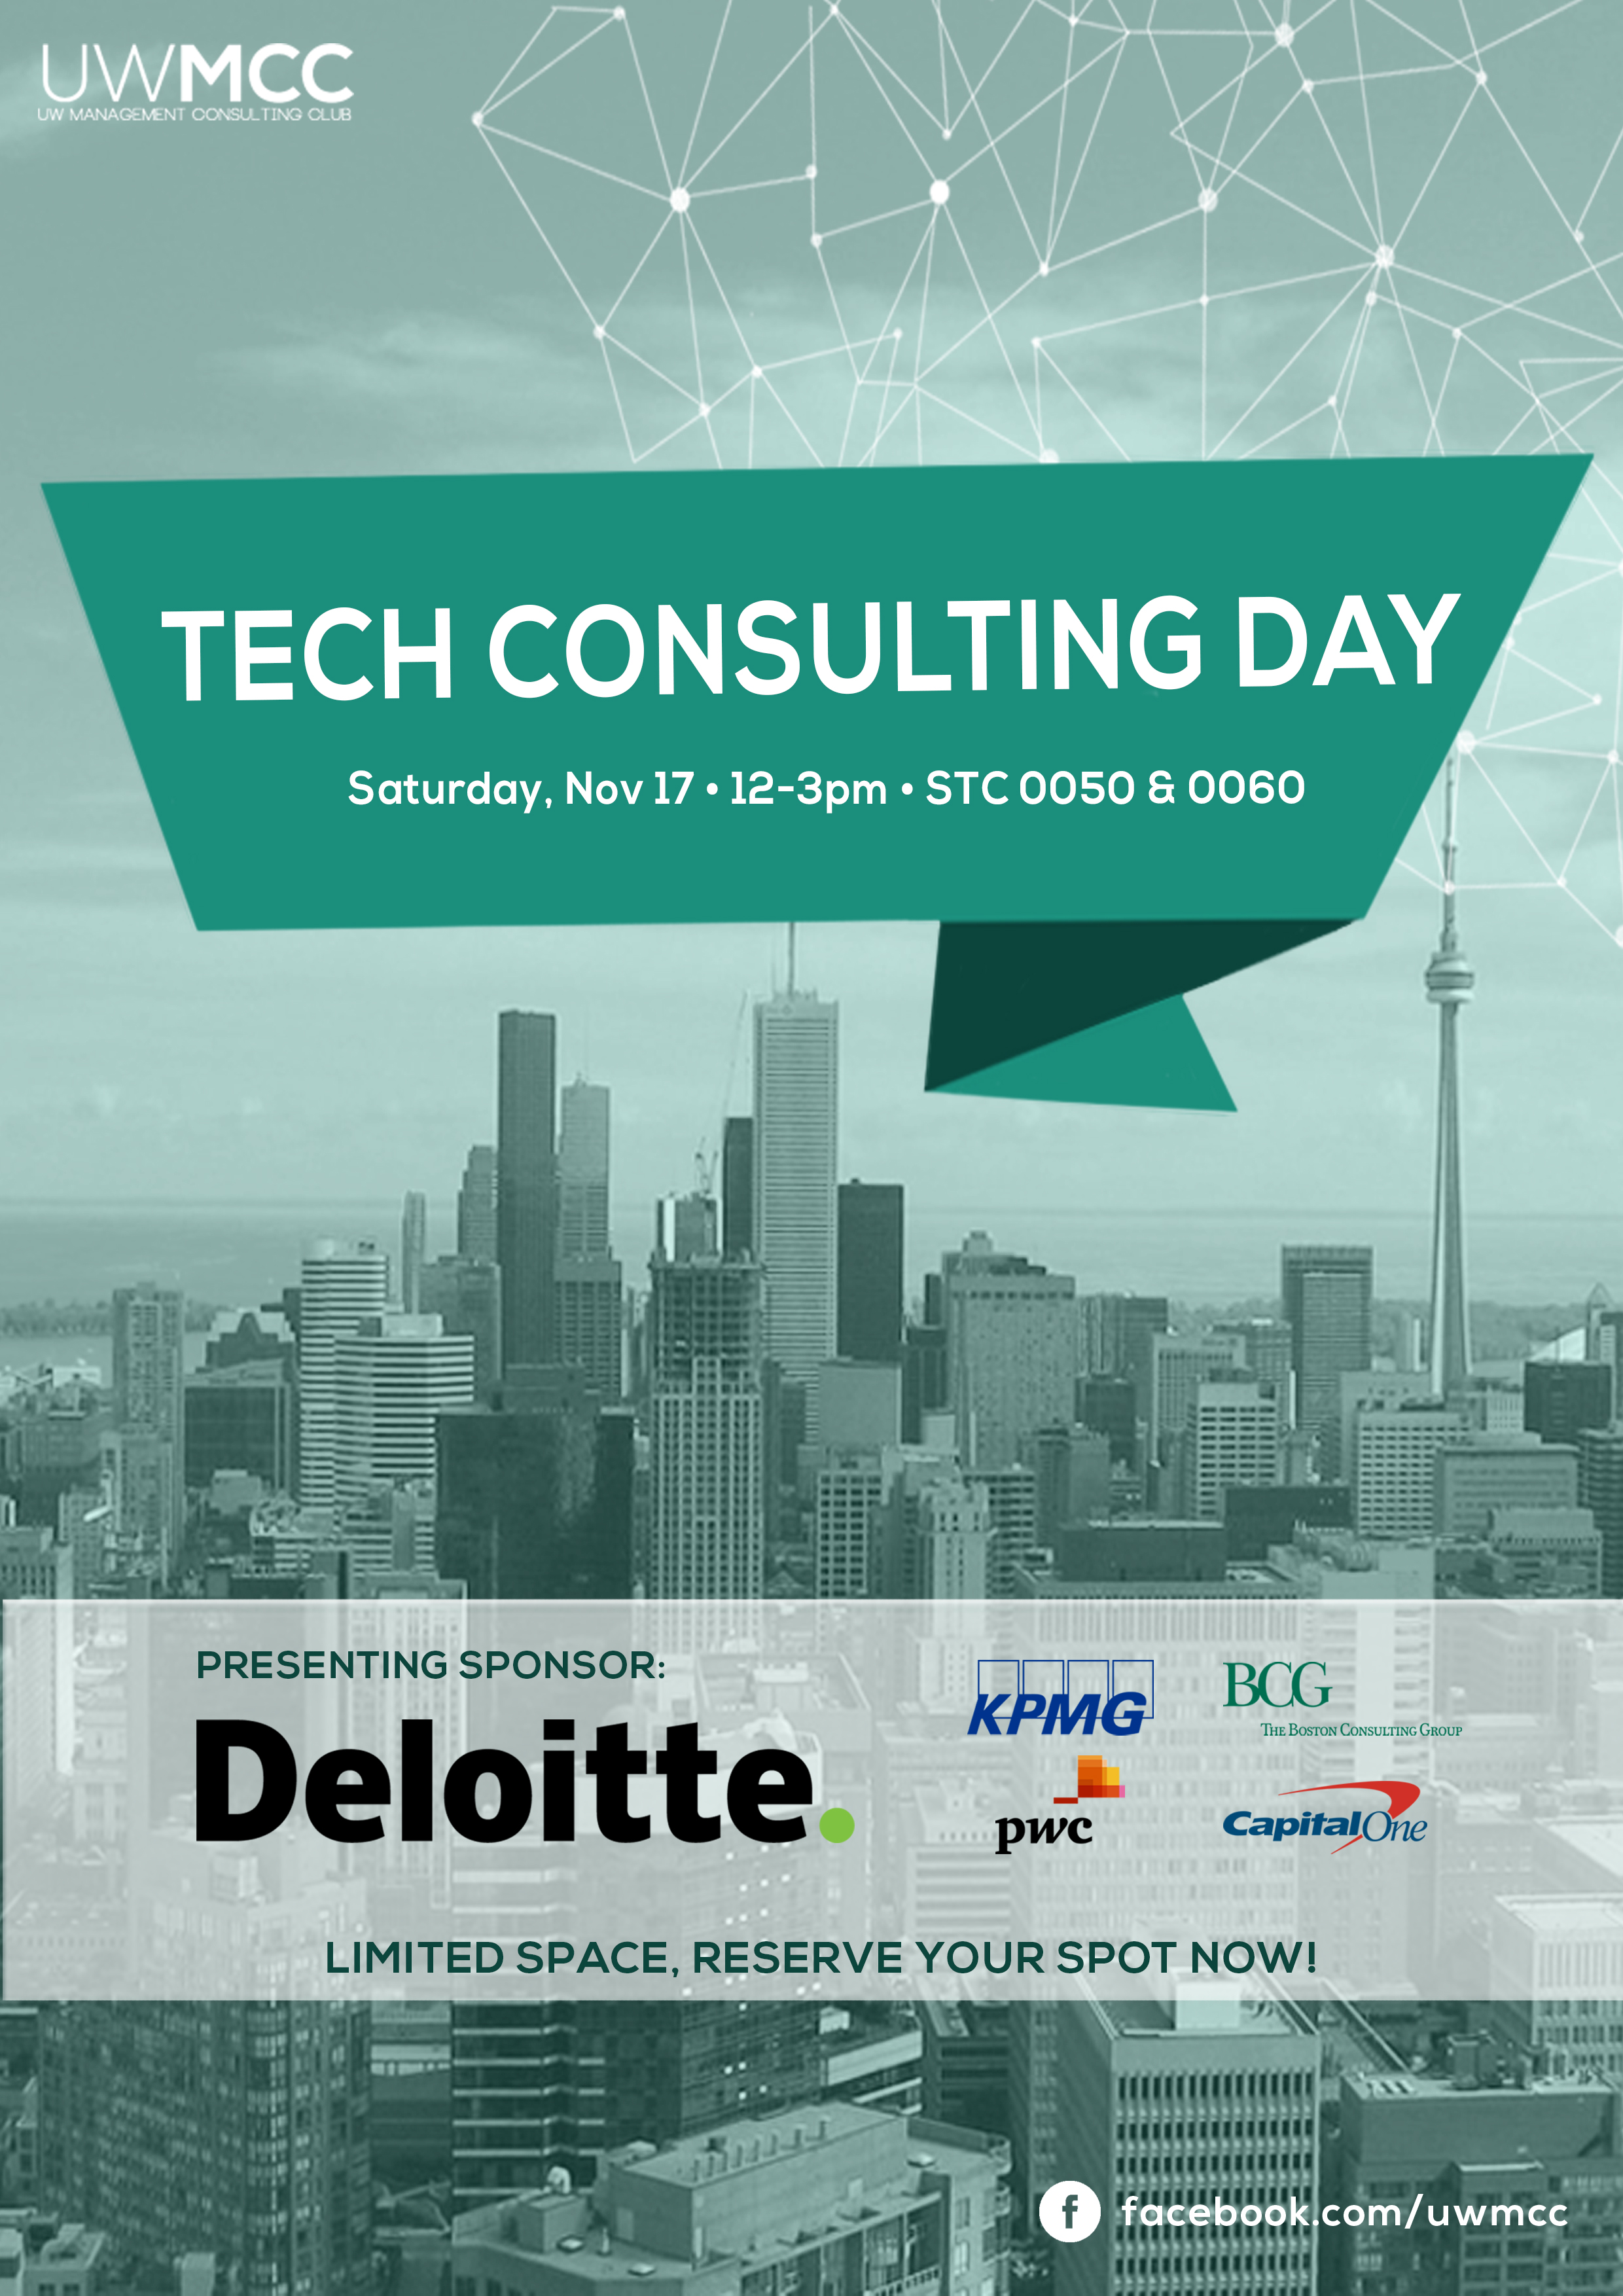 UWMCC
UW MANAGEMENT CONSULTING CLUB
TECH CONSULTING DAY
Saturday, Nov 17 • 12-3pm • STC 0050 & 0060
PRESENTING SPONSOR:
Deloitte.
KPMG
BCG
THE BOSTON CONSULTING GROUP
pwc
CapitalOne
LIMITED SPACE, RESERVE YOUR SPOT NOW!
f facebook.com/uwmcc